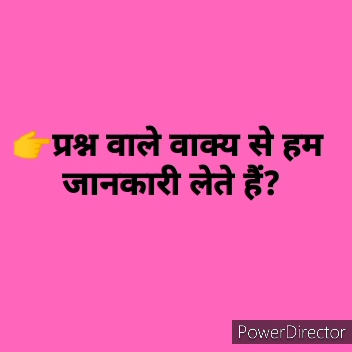 👉प्रश्न वाले वाक्य से हम
जानकारी लेते हैं?
PowerDirector